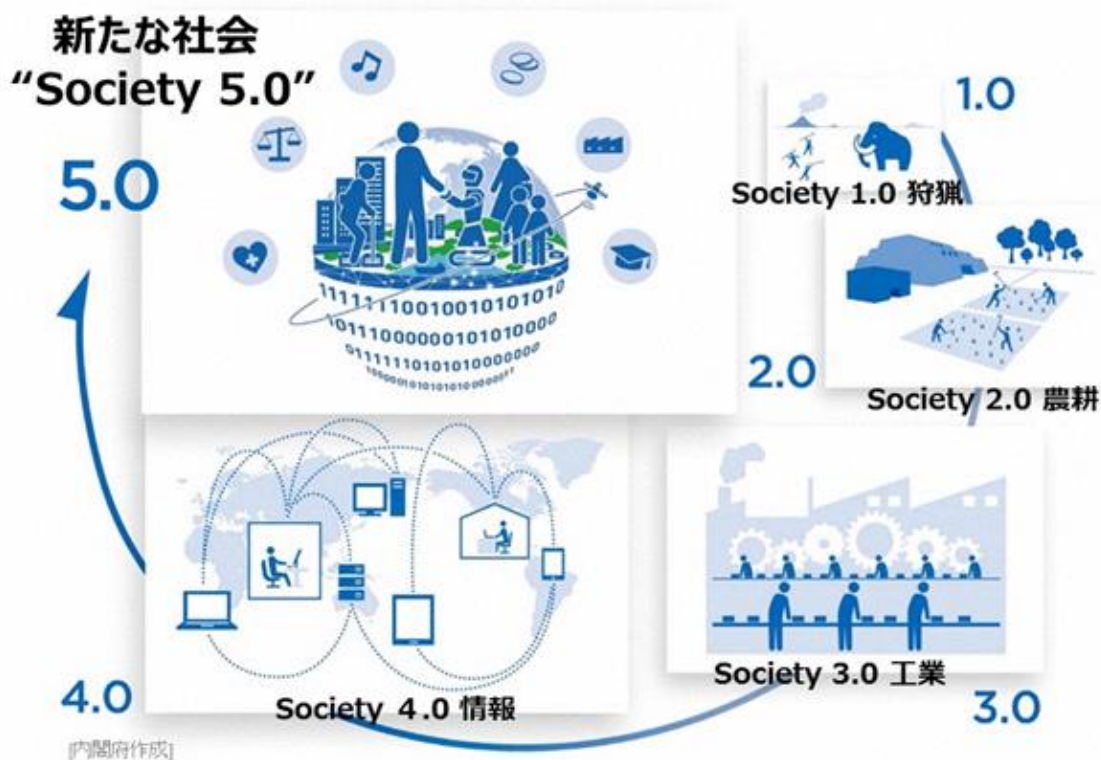 新たな社会
“Society 5.0”
5.0
1.0
Society 1.0 狩猟
2.0
Society 2.0 農耕
11111110010010101010
10111000000101010000
4.0
Society ４.0 情報
Society 3.0 工業
3.0
[内閣府作成]